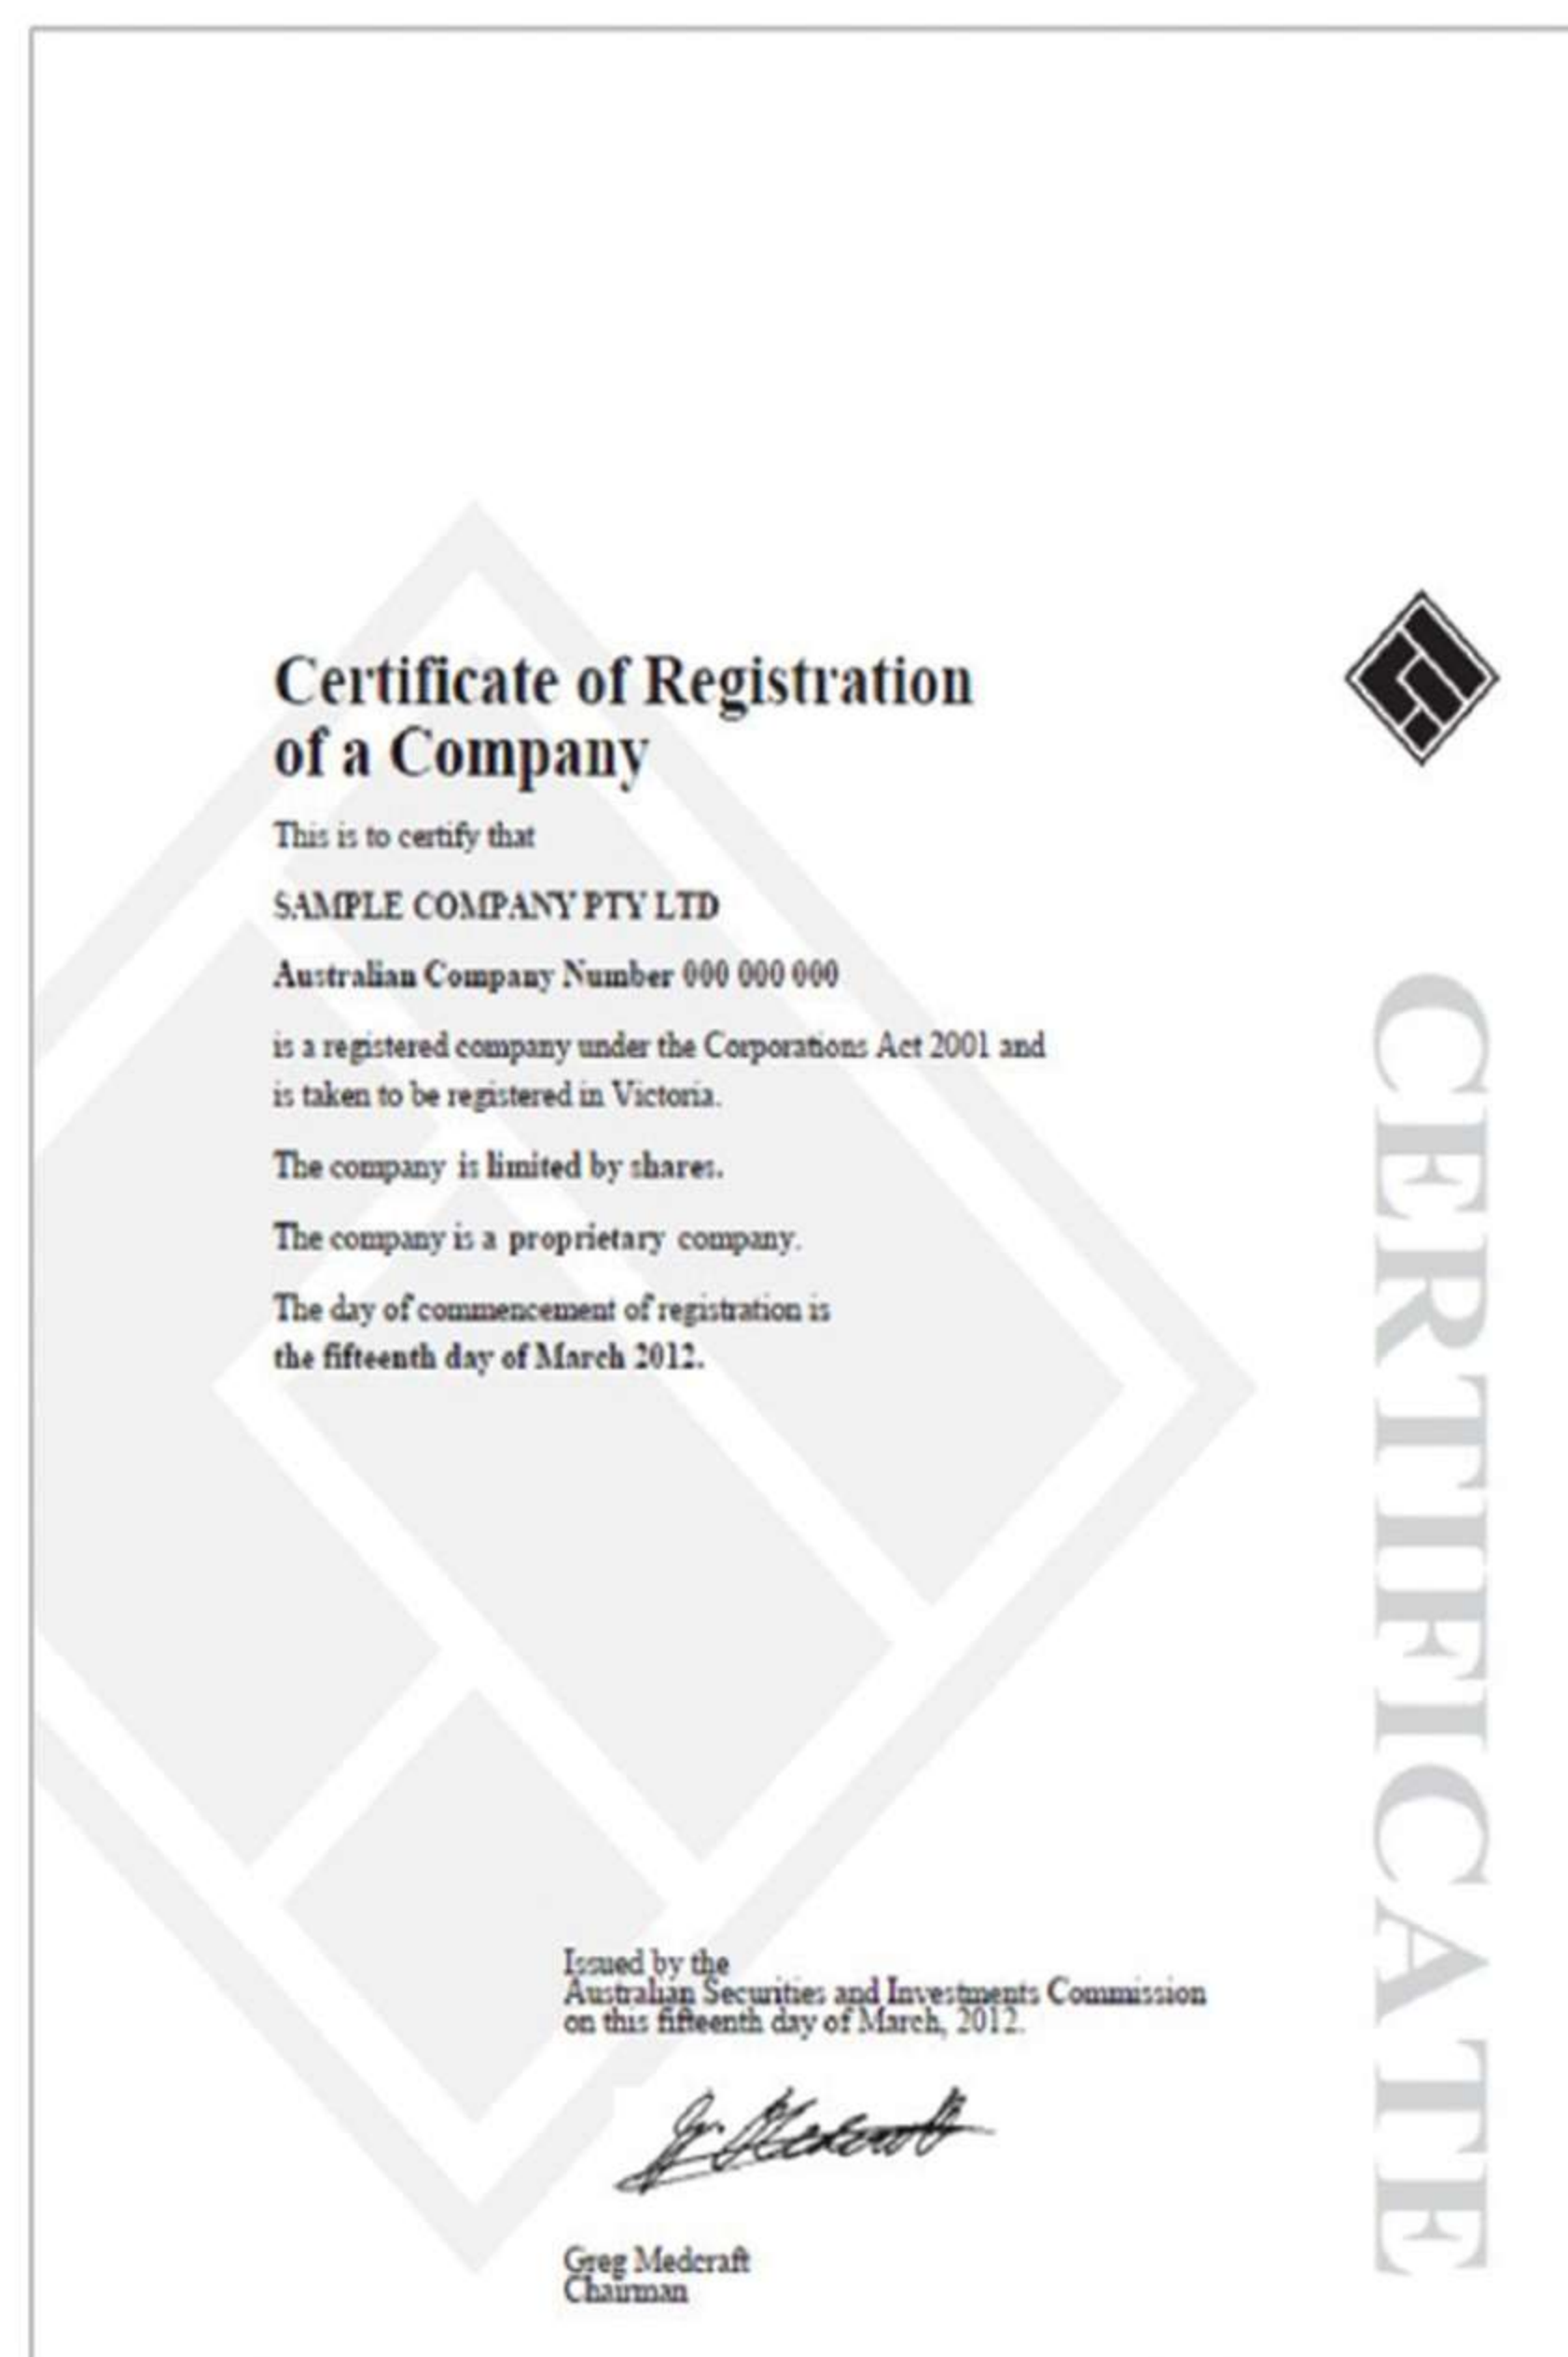 Certificate of Registration
of a Company
This is to certify that
SAMPLE COMPANY PTY LTD
Australian Company Number 000 000 000
is a registered company under the Corporations Act 2001 and
is taken to be registered in Victoria.
The company is limited by shares.
The company is a proprietary company.
The day of commencement of registration is
the fifteenth day of March 2012.
Issued by the
Australian Securities and Investments Commission
on this fifteenth day of March, 2012.
G. Medcraft
Greg Medcraft
Chairman
CERTIFICATE